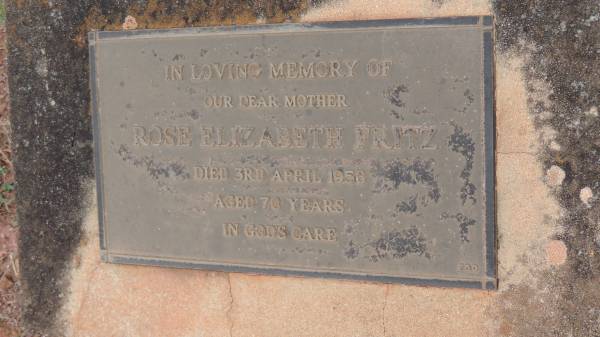 IN LOVING MEMORY OF
OUR DEAR MOTHER
ROSE ELIZABETH FRITZ
DIED 3RD APRIL 1958
AGED 70 YEARS
IN GOD'S CARE